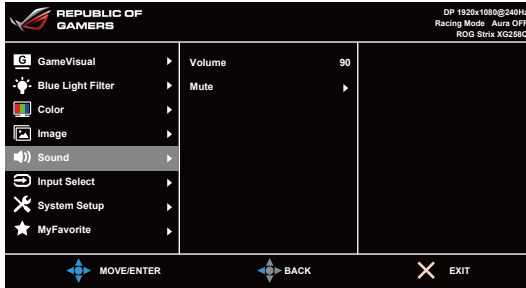 REPUBLIC OF
GAMERS
DP 1920x1080@240Hz
Racing Mode Aura OFF
ROG Strix XG258Q
GameVisual
Blue Light Filter
Color
Image
Sound
Input Select
System Setup
MyFavorite
Volume 90
Mute
MOVE/ENTER BACK EXIT